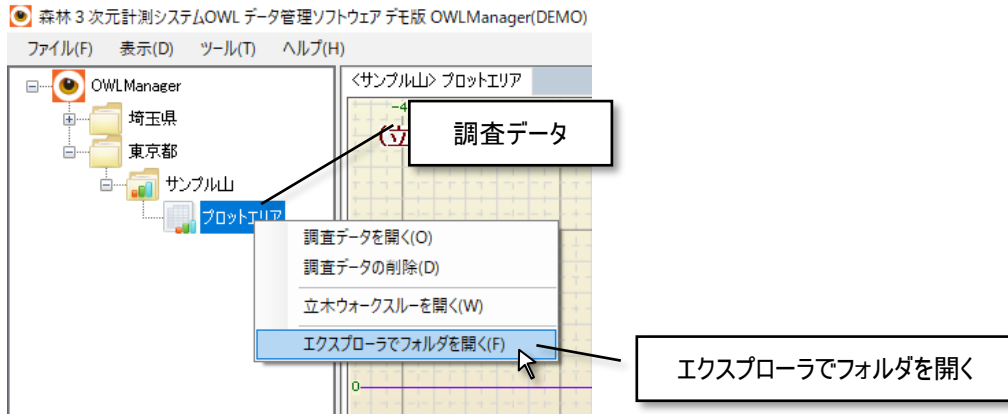 森林３次元計測システムOWL データ管理ソフトウェア デモ版 OWLManager(DEMO)
ファイル(F) 表示(D) ツール(T) ヘルプ(H)
OWLManager
埼玉県
東京都
サンプル山
プロットエリア
<サンプル山> プロットエリア
-4
(立
調査データ
調査データを開く(O)
調査データの削除(D)
立木ウォークスルーを開く(W)
エクスプローラでフォルダを開く(F)
エクスプローラでフォルダを開く
0